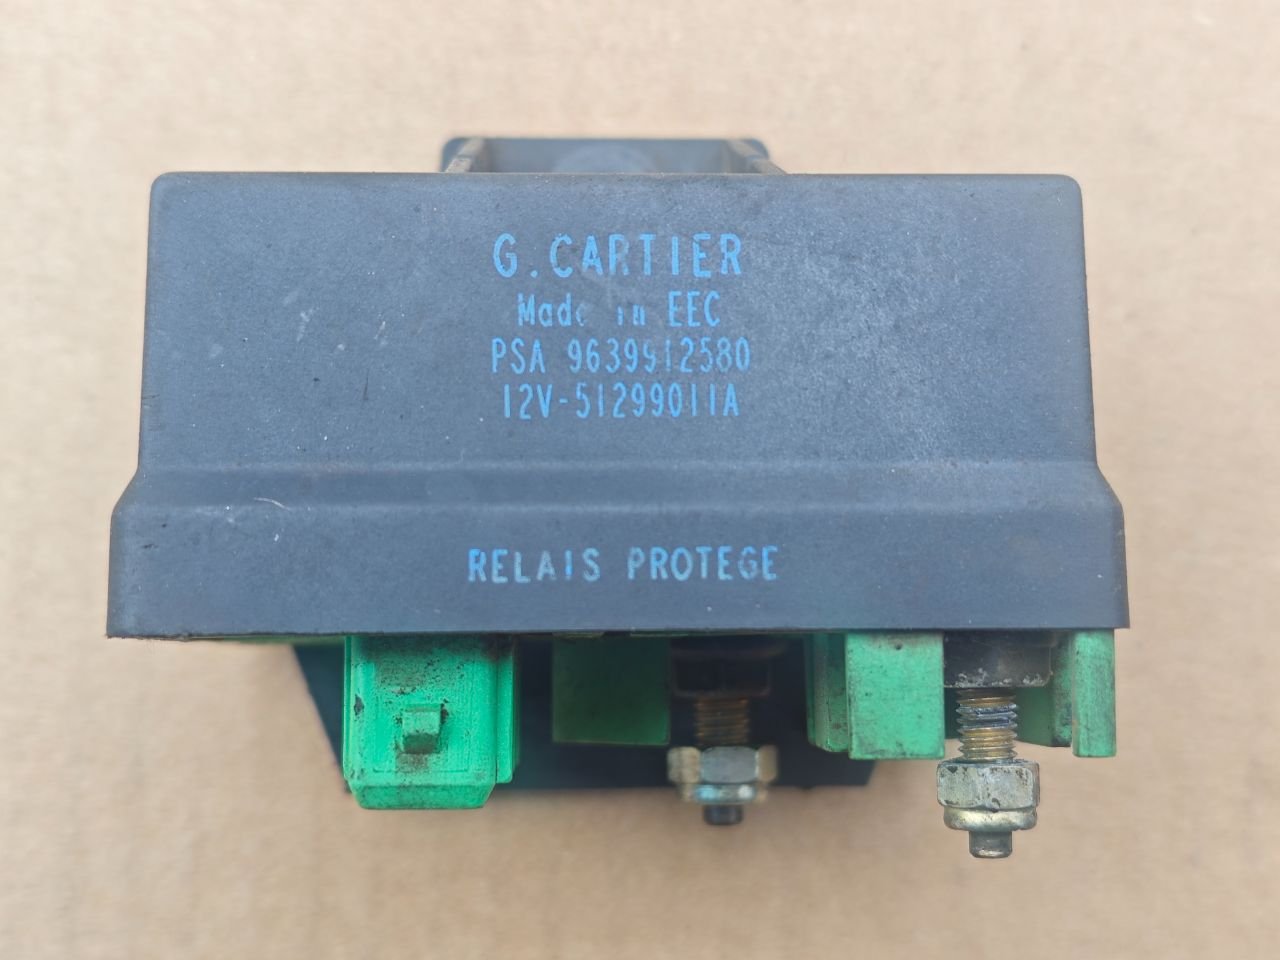 G.CARTIER
Made in EEC
PSA 9639912580
12V-51299011A
RELAIS PROTEGE